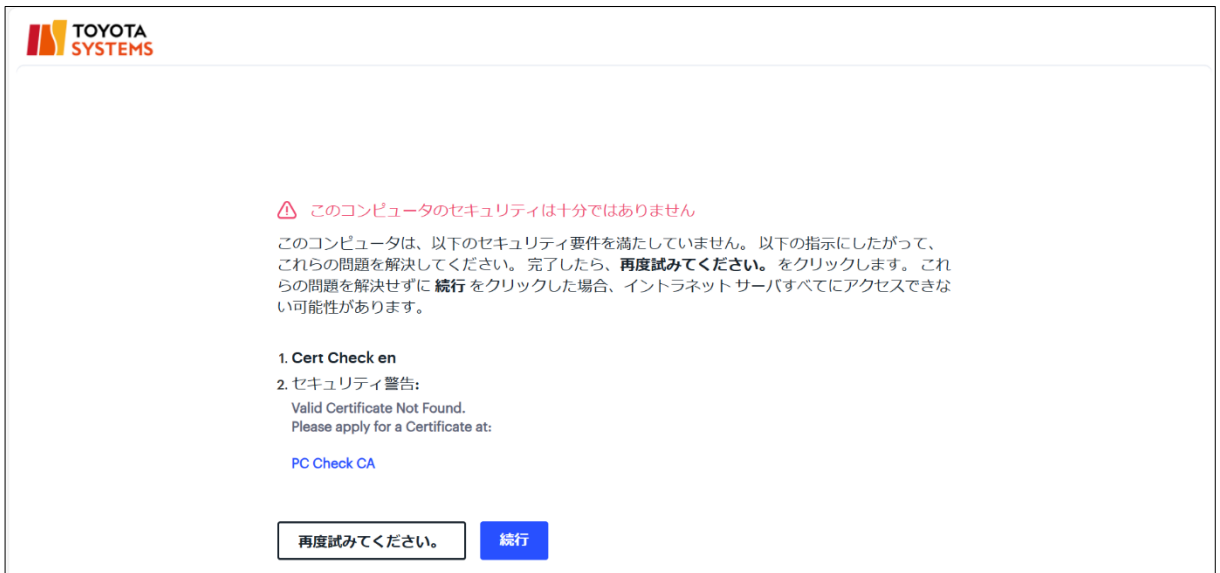 TOYOTA
SYSTEMS
このコンピュータのセキュリティは十分ではありません
このコンピュータは、以下のセキュリティ要件を満たしていません。 以下の指示にしたがって、
これらの問題を解決してください。 完了したら、再度試みてください。 をクリックします。 これ
らの問題を解決せずに 続行 をクリックした場合、イントラネット サーバすべてにアクセスできな
い可能性があります。
1. Cert Check en
2. セキュリティ警告:
Valid Certificate Not Found.
Please apply for a Certificate at:
PC Check CA
再度試みてください。 続行